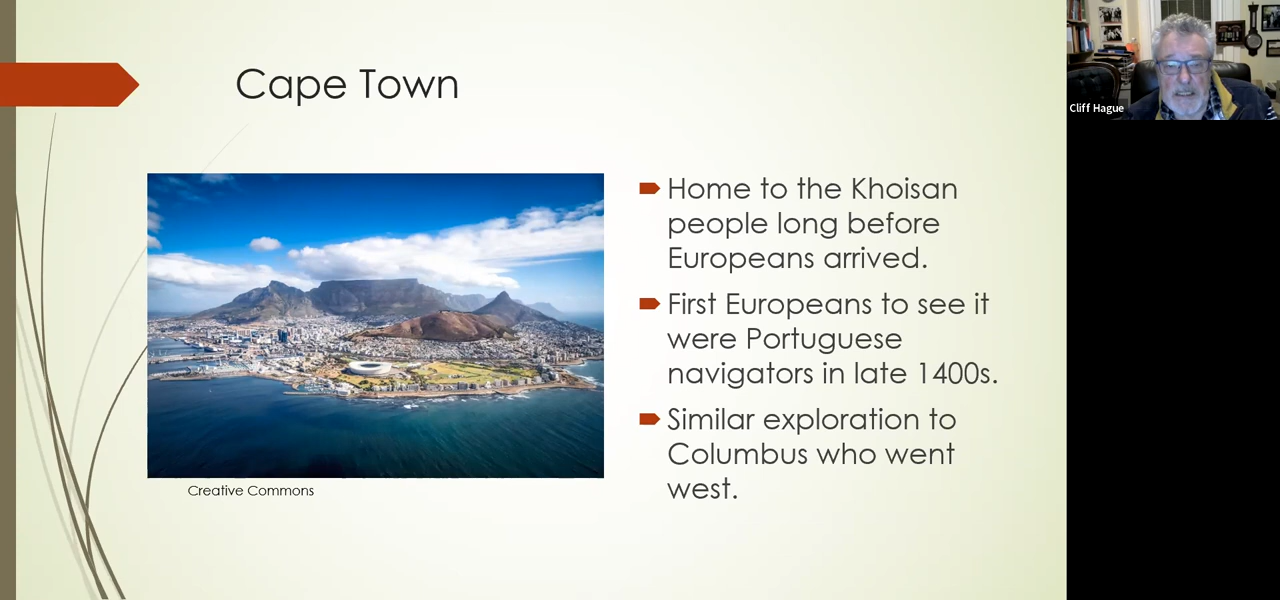 Cape Town
Cliff Hague
Home to the Khoisan
people long before
Europeans arrived.
First Europeans to see it
were Portuguese
navigators in late 1400s.
Similar exploration to
Columbus who went
west.
Creative Commons